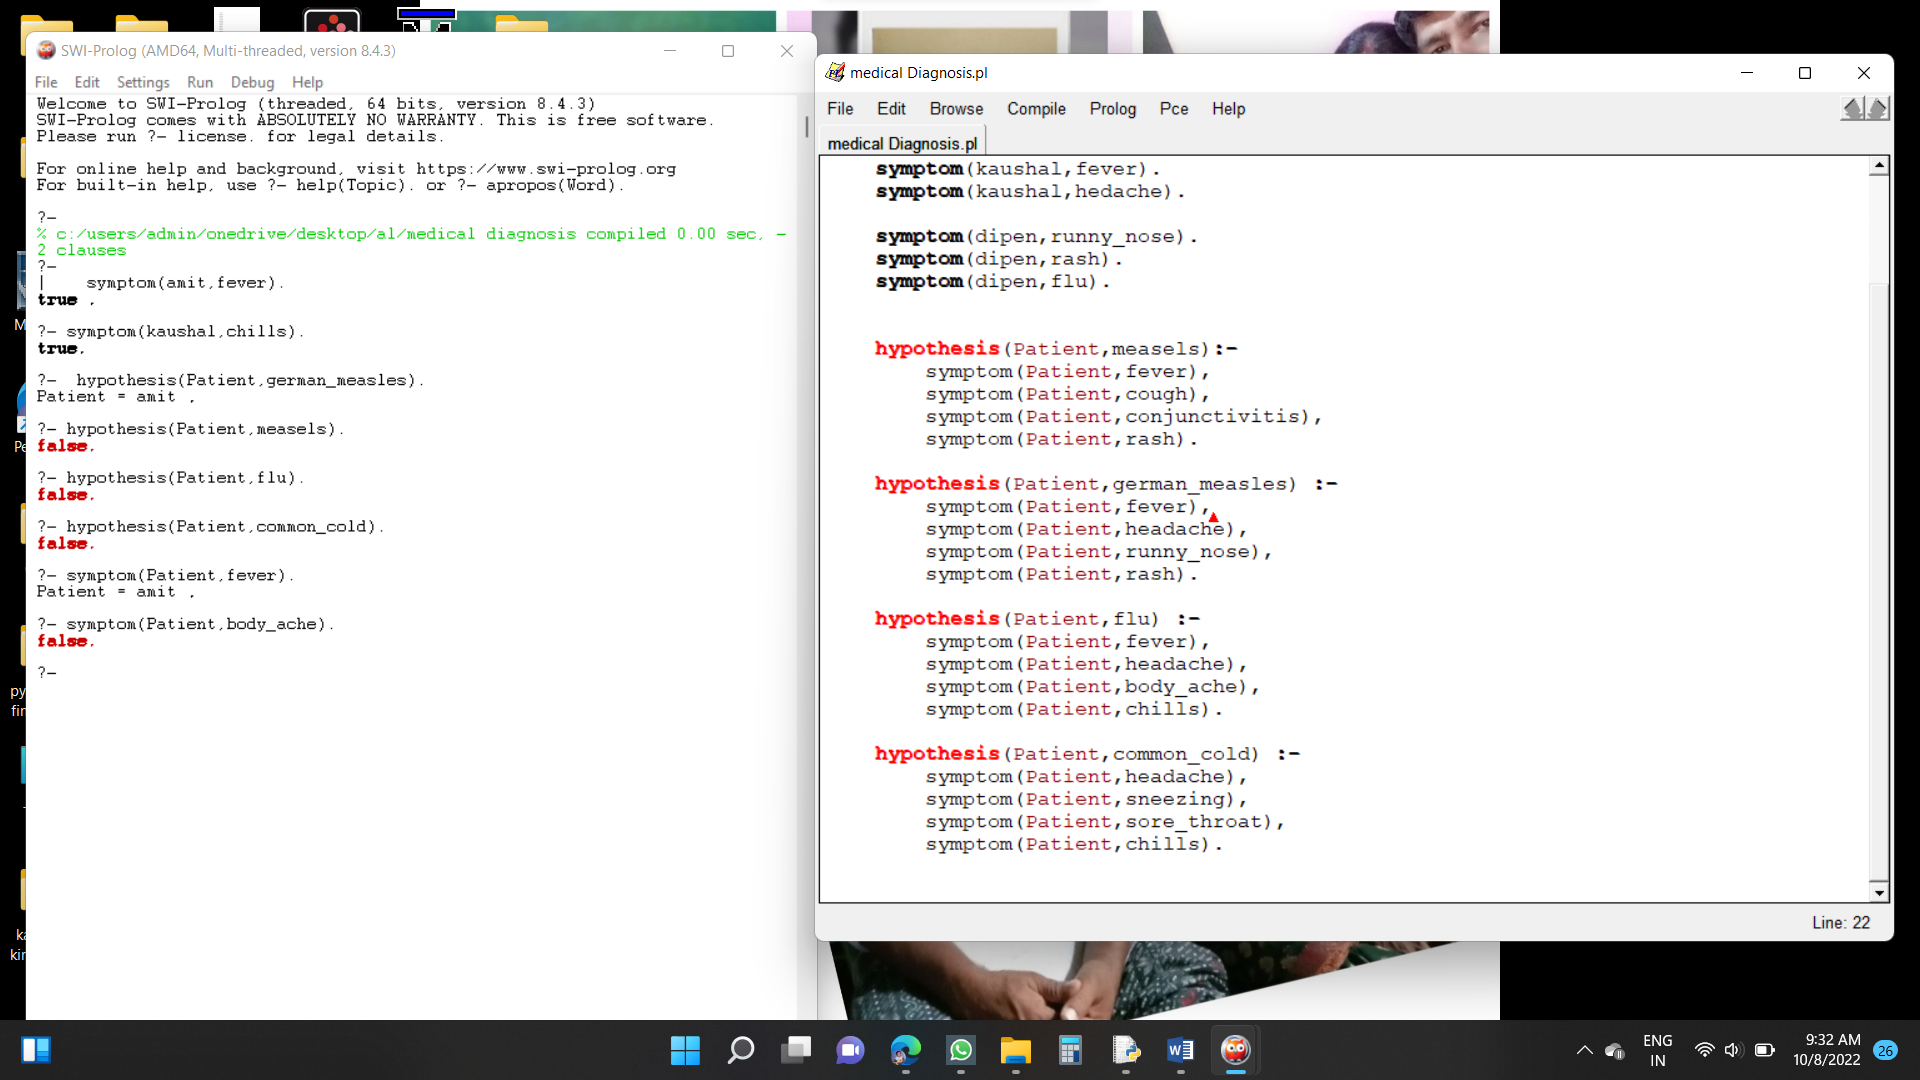 SWI-Prolog (AMD64, Multi-threaded, version 8.4.3)
File Edit Settings Run Debug Help
Welcome to SWI-Prolog (threaded, 64 bits, version 8.4.3)
SWI-Prolog comes with ABSOLUTELY NO WARRANTY. This is free software.
Please run ?- license. for legal details.
For online help and background, visit https://www.swi-prolog.org
For built-in help, use ?- help(Topic). or ?- apropos(Word).
?-
% c:/users/admin/onedrive/desktop/al/medical diagnosis compiled 0.00 sec, -
2 clauses
?-
| symptom(amit,fever).
true .
?- symptom(kaushal,chills).
true.
?- hypothesis(Patient,german_measles).
Patient = amit .
?- hypothesis(Patient,measels).
false.
?- hypothesis(Patient,flu).
false.
?- hypothesis(Patient,common_cold).
false.
?- symptom(Patient,fever).
Patient = amit .
?- symptom(Patient,body_ache).
false.
?-
medical Diagnosis.pl
File Edit Browse Compile Prolog Pce Help
medical Diagnosis.pl
symptom(kaushal,fever).
symptom(kaushal,hedache).
symptom(dipen,runny_nose).
symptom(dipen,rash).
symptom(dipen,flu).
hypothesis(Patient,measels):-
symptom(Patient,fever),
symptom(Patient,cough),
symptom(Patient,conjunctivitis),
symptom(Patient,rash).
hypothesis(Patient,german_measles) :-
symptom(Patient,fever),
symptom(Patient,headache),
symptom(Patient,runny_nose),
symptom(Patient,rash).
hypothesis(Patient,flu) :-
symptom(Patient,fever),
symptom(Patient,headache),
symptom(Patient,body_ache),
symptom(Patient,chills).
hypothesis(Patient,common_cold) :-
symptom(Patient,headache),
symptom(Patient,sneezing),
symptom(Patient,sore_throat),
symptom(Patient,chills).
Line: 22
ENG
IN
9:32 AM
10/8/2022
26